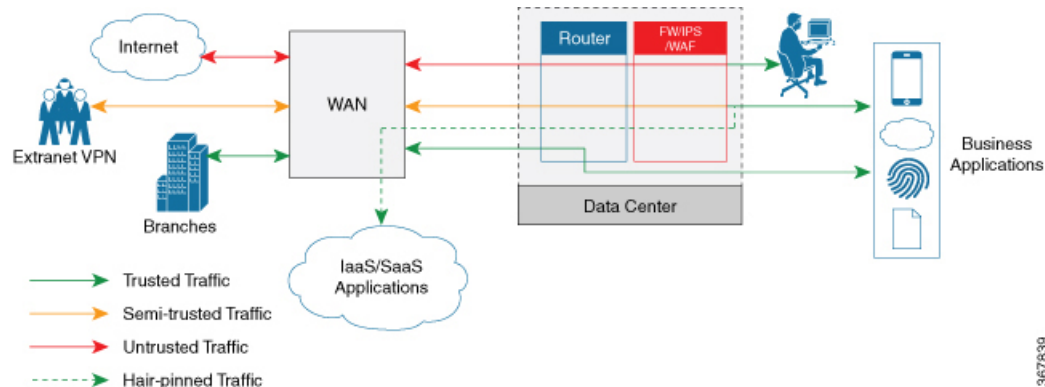 Internet
Extranet VPN
Branches
WAN
Router
FW/IPS
/WAF
Data Center
IaaS/SaaS
Applications
Business
Applications
Trusted Traffic
Semi-trusted Traffic
Untrusted Traffic
Hair-pinned Traffic
367839